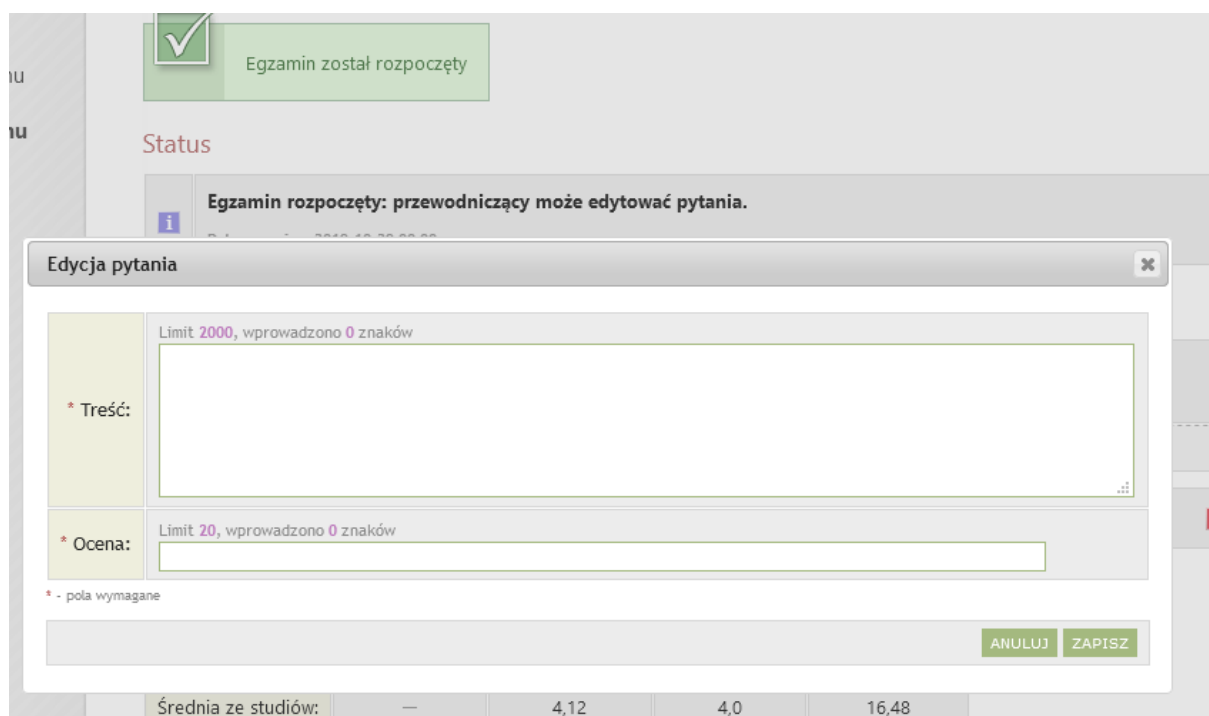 Egzamin został rozpoczęty
nu
nu
Status
Egzamin rozpoczęty: przewodniczący może edytować pytania.
Edycja pytania
Limit 2000, wprowadzono 0 znaków
* Treść:
Limit 20, wprowadzono 0 znaków
* Ocena:
* - pola wymagane
ANULUJ ZAPISZ
Średnia ze studiów: — 4,12 4,0 16,48